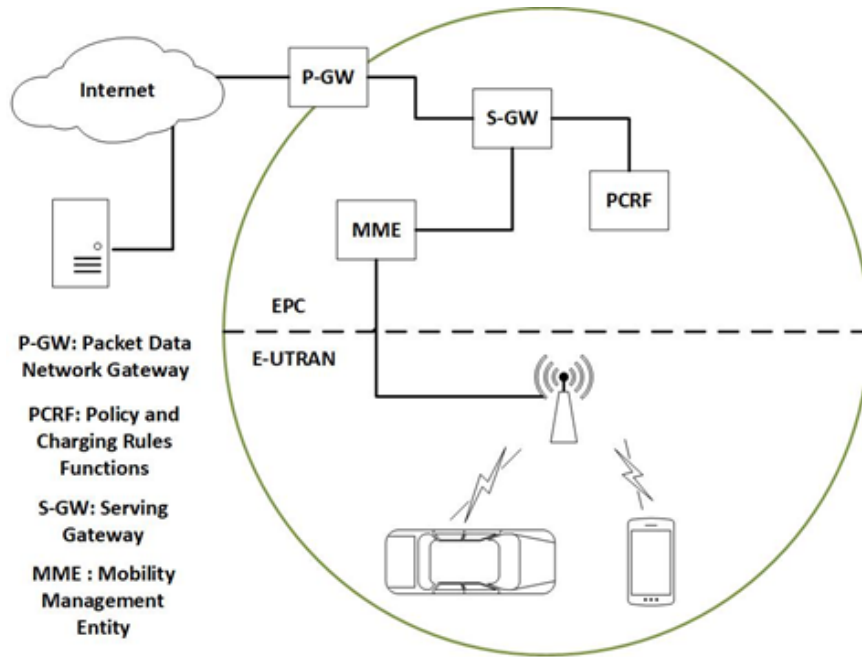 Internet
P-GW
S-GW
PCRF
MME
EPC
E-UTRAN
P-GW: Packet Data
Network Gateway
PCRF: Policy and
Charging Rules
Functions
S-GW: Serving
Gateway
MME : Mobility
Management
Entity